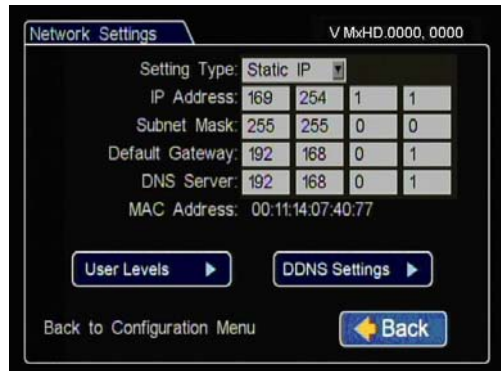 Network Settings V MxHD.0000, 0000
Setting Type: Static IP
IP Address: 169 254 1 1
Subnet Mask: 255 255 0 0
Default Gateway: 192 168 0 1
DNS Server: 192 168 0 1
MAC Address: 00:11:14:07:40:77
User Levels DDNS Settings
Back to Configuration Menu Back